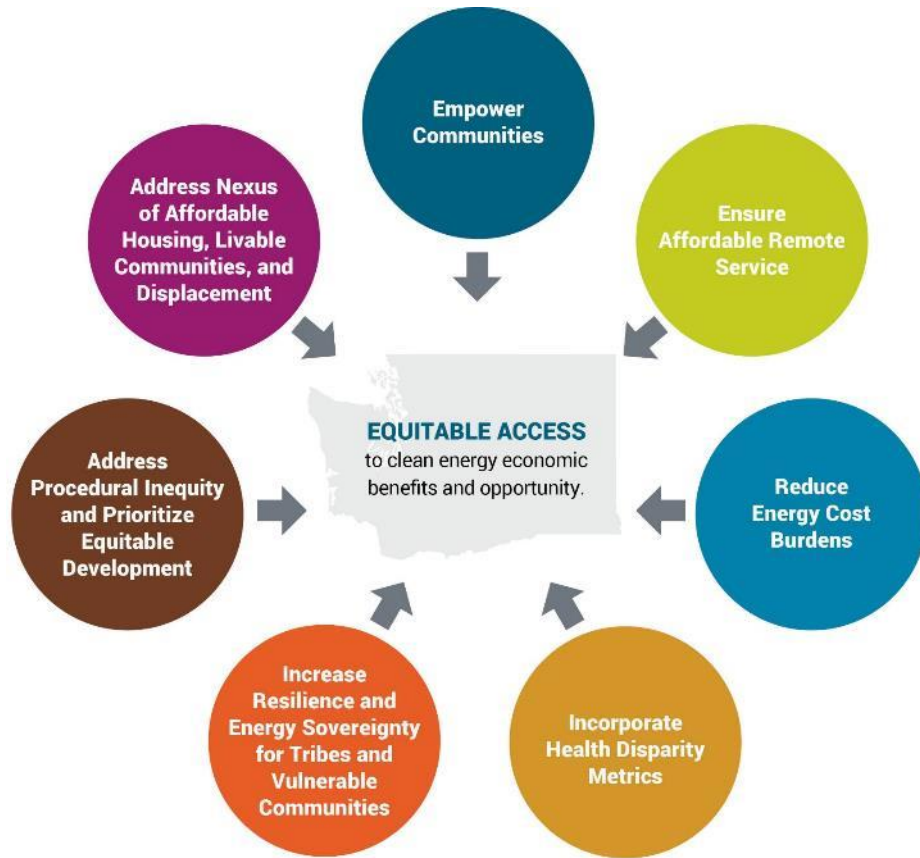 Empower
Communities
Address Nexus
of Affordable
Housing, Livable
Communities, and
Displacement
Ensure
Affordable Remote
Service
EQUITABLE ACCESS
to clean energy economic
benefits and opportunity.
Address
Procedural Inequity
and Prioritize
Equitable
Development
Reduce
Energy Cost
Burdens
Increase
Resilience and
Energy Sovereignty
for Tribes and
Vulnerable
Communities
Incorporate
Health Disparity
Metrics